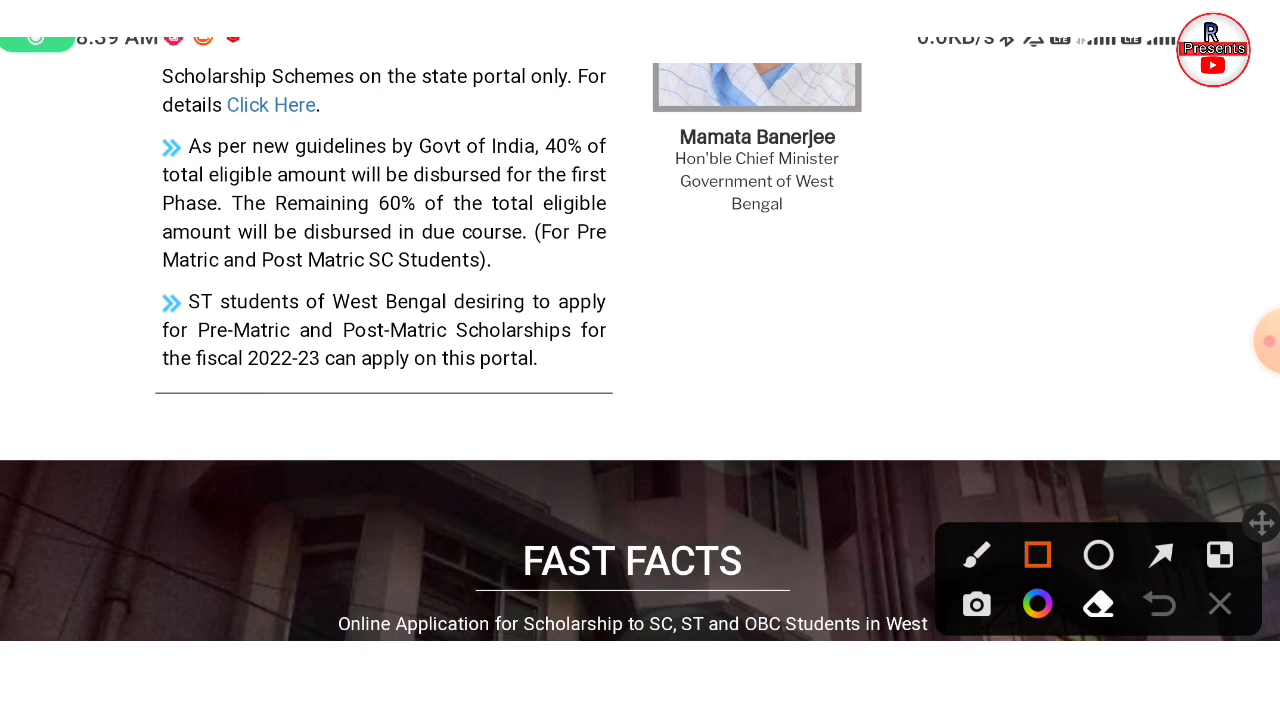 8:39 AM
0.0KB/s
R
Presents
Scholarship Schemes on the state portal only. For
details Click Here.
As per new guidelines by Govt of India, 40% of
total eligible amount will be disbursed for the first
Phase. The Remaining 60% of the total eligible
amount will be disbursed in due course. (For Pre
Matric and Post Matric SC Students).
ST students of West Bengal desiring to apply
for Pre-Matric and Post-Matric Scholarships for
the fiscal 2022-23 can apply on this portal.
Mamata Banerjee
Hon'ble Chief Minister
Government of West
Bengal
FAST FACTS
Online Application for Scholarship to SC, ST and OBC Students in West